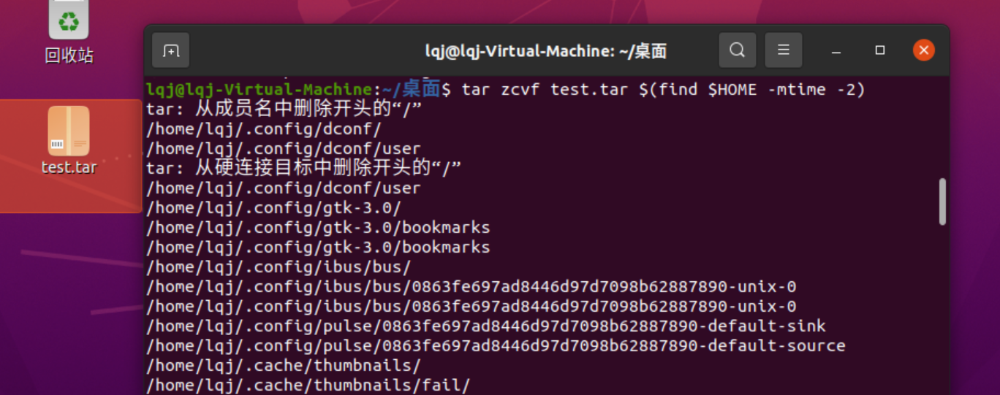 回收站
test.tar
lqj@lqj-Virtual-Machine: ~/桌面
lqj@lqj-Virtual-Machine:~/桌面$ tar zcvf test.tar $(find $HOME -mtime -2)
tar: 从成员名中删除开头的“/”
/home/lqj/.config/dconf/
/home/lqj/.config/dconf/user
tar: 从硬连接目标中删除开头的“/”
/home/lqj/.config/dconf/user
/home/lqj/.config/gtk-3.0/
/home/lqj/.config/gtk-3.0/bookmarks
/home/lqj/.config/gtk-3.0/bookmarks
/home/lqj/.config/ibus/bus/
/home/lqj/.config/ibus/bus/0863fe697ad8446d97d7098b62887890-unix-0
/home/lqj/.config/ibus/bus/0863fe697ad8446d97d7098b62887890-unix-0
/home/lqj/.config/pulse/0863fe697ad8446d97d7098b62887890-default-sink
/home/lqj/.config/pulse/0863fe697ad8446d97d7098b62887890-default-source
/home/lqj/.cache/thumbnails/
/home/lqj/.cache/thumbnails/fail/